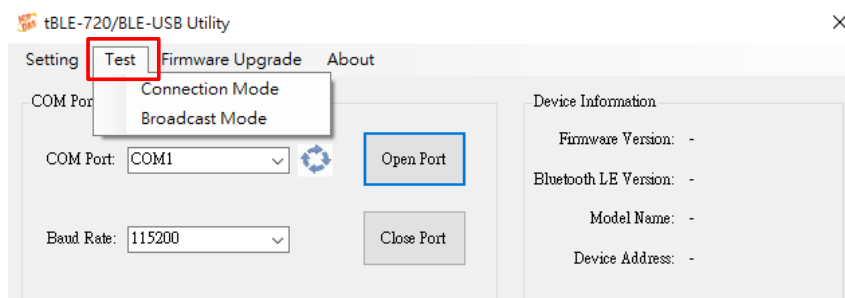 tBLE-720/BLE-USB Utility
Setting Test Firmware Upgrade About
Connection Mode
Broadcast Mode
COM Por
COM Port: COM1 Open Port
Baud Rate: 115200 Close Port
Device Information
Firmware Version: -
Bluetooth LE Version: -
Model Name: -
Device Address: -